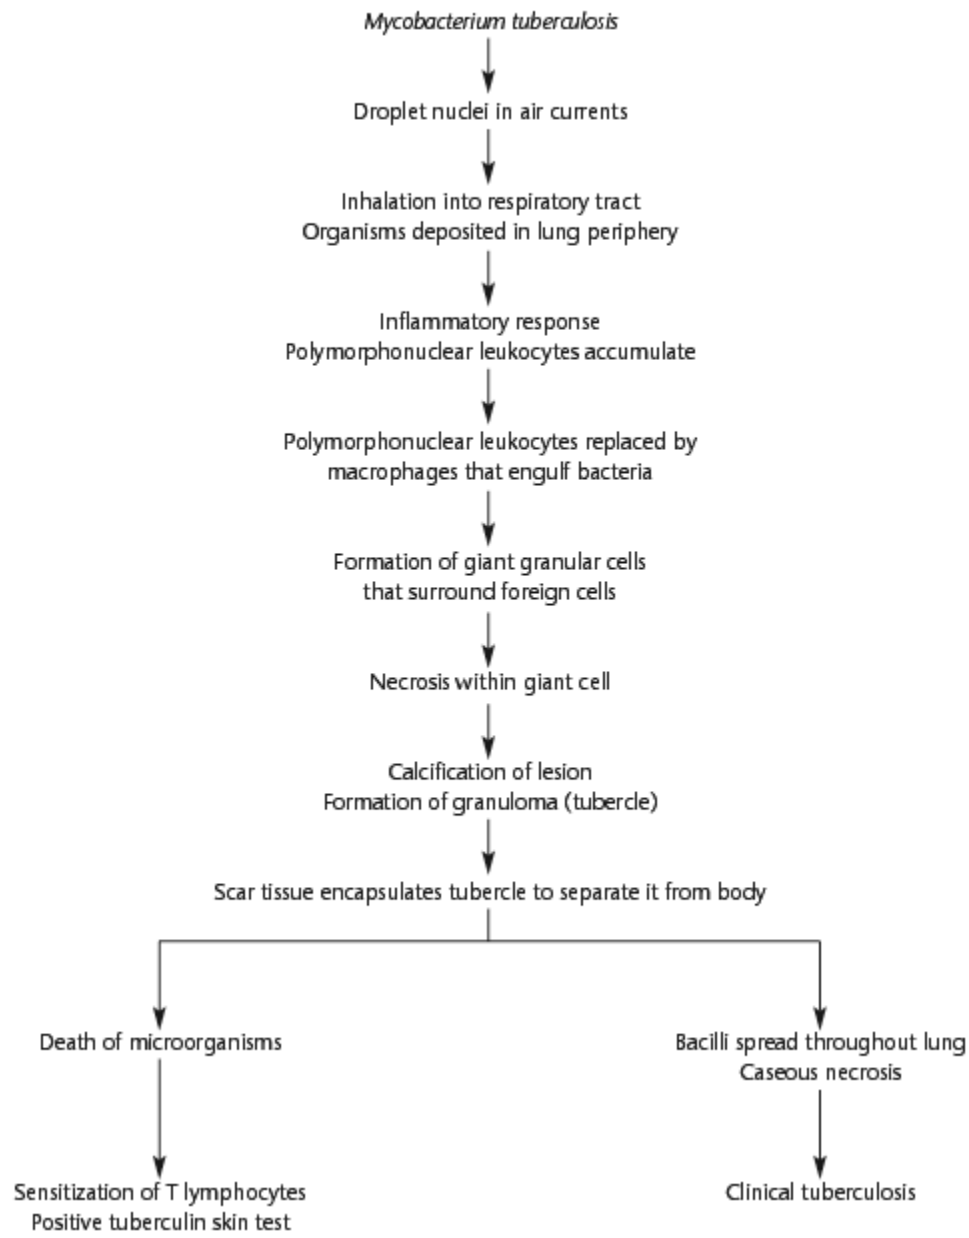 Mycobacterium tuberculosis
Droplet nuclei in air currents
Inhalation into respiratory tract
Organisms deposited in lung periphery
Inflammatory response
Polymorphonuclear leukocytes accumulate
Polymorphonuclear leukocytes replaced by
macrophages that engulf bacteria
Formation of giant granular cells
that surround foreign cells
Necrosis within giant cell
Calcification of lesion
Formation of granuloma (tubercle)
Scar tissue encapsulates tubercle to separate it from body
Death of microorganisms
Bacilli spread throughout lung
Caseous necrosis
Sensitization of T lymphocytes
Positive tuberculin skin test
Clinical tuberculosis